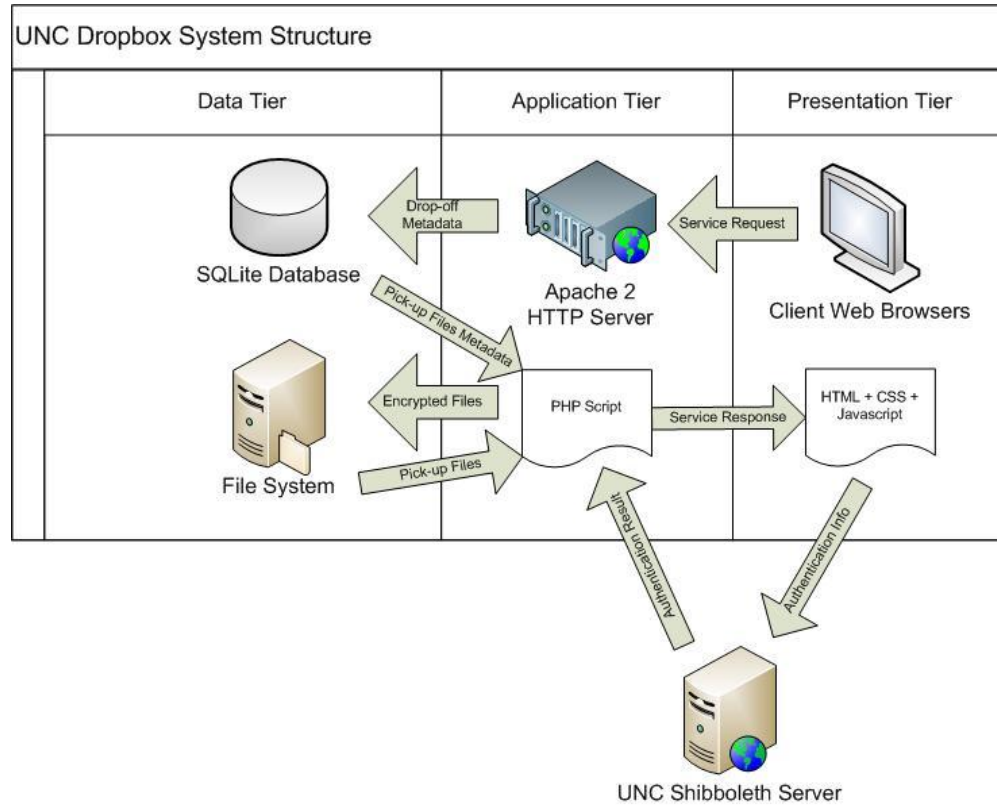 UNC Dropbox System Structure
Data Tier
Application Tier
Presentation Tier
Drop-off
Metadata
Service Request
SQLite Database
Apache 2
HTTP Server
Client Web Browsers
Pick-up Files Metadata
Encrypted Files
PHP Script
Service Response
HTML + CSS +
Javascript
Pick-up Files
File System
Authentication Result
Authentication Info
UNC Shibboleth Server